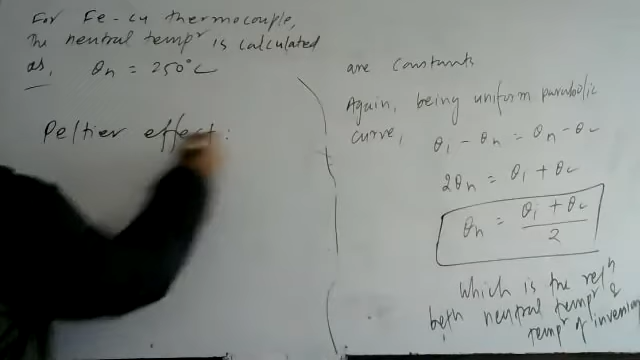 For Fe-Cu thermocouple,
The neutral tempʳ is calculated
as, θn = 250°C
Peltier effect:
are constants
Again, being uniform parabolic
curve,
θi - θn = θn - θc
2θn = θi + θc
θn = θi + θc / 2
Which is the relⁿ
betn neutral tempʳ &
tempʳ of inversion